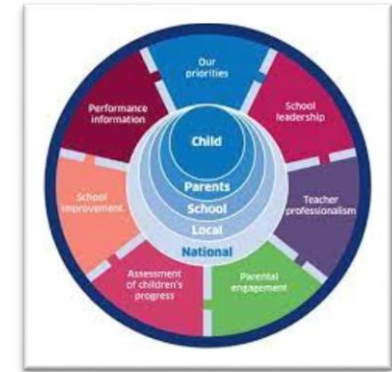 Our
priorities
School
leadership
Teacher
professionalism
Parental
engagement
Assessment
of children's
progress
School
improvement.
Performance
information
Child
Parents
School
Local
National